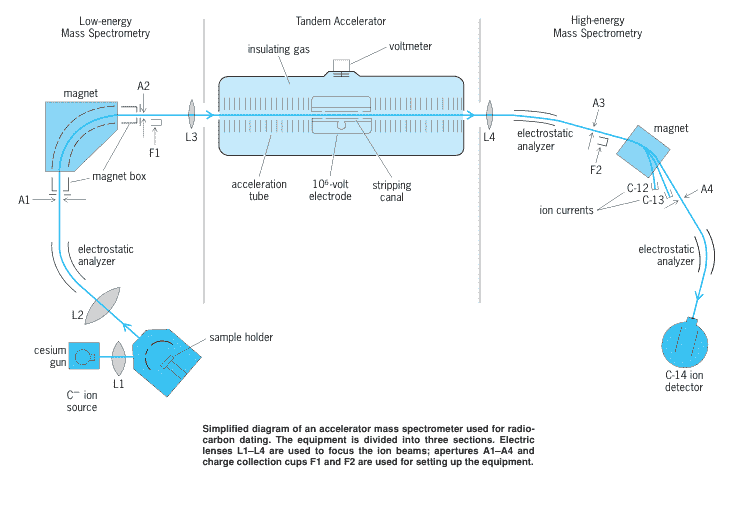 Low-energy
Mass Spectrometry
Tandem Accelerator
High-energy
Mass Spectrometry
insulating gas
voltmeter
magnet
A2
F1
L3
magnet box
A1
acceleration
tube
10⁶-volt
electrode
stripping
canal
L4
electrostatic
analyzer
A3
F2
magnet
C-12
C-13
A4
ion currents
electrostatic
analyzer
L2
electrostatic
analyzer
cesium
gun
L1
sample holder
C⁻ ion
source
C-14 ion
detector
Simplified diagram of an accelerator mass spectrometer used for radio-
carbon dating. The equipment is divided into three sections. Electric
lenses L1–L4 are used to focus the ion beams; apertures A1–A4 and
charge collection cups F1 and F2 are used for setting up the equipment.